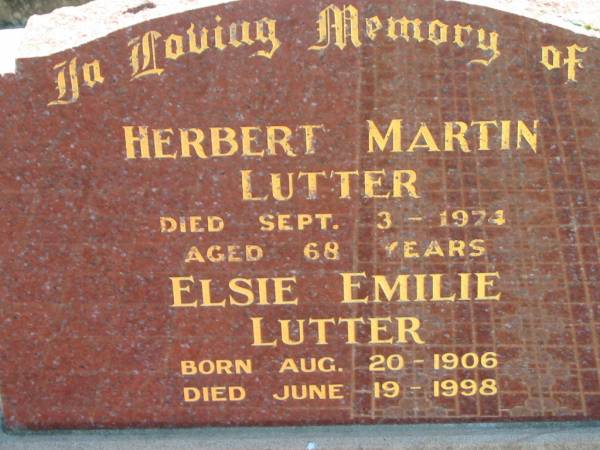 In Loving Memory of
HERBERT MARTIN
LUTTER
DIED SEPT. 3 - 1974
AGED 68 YEARS
ELSIE EMILIE
LUTTER
BORN AUG. 20 - 1906
DIED JUNE 19 - 1998